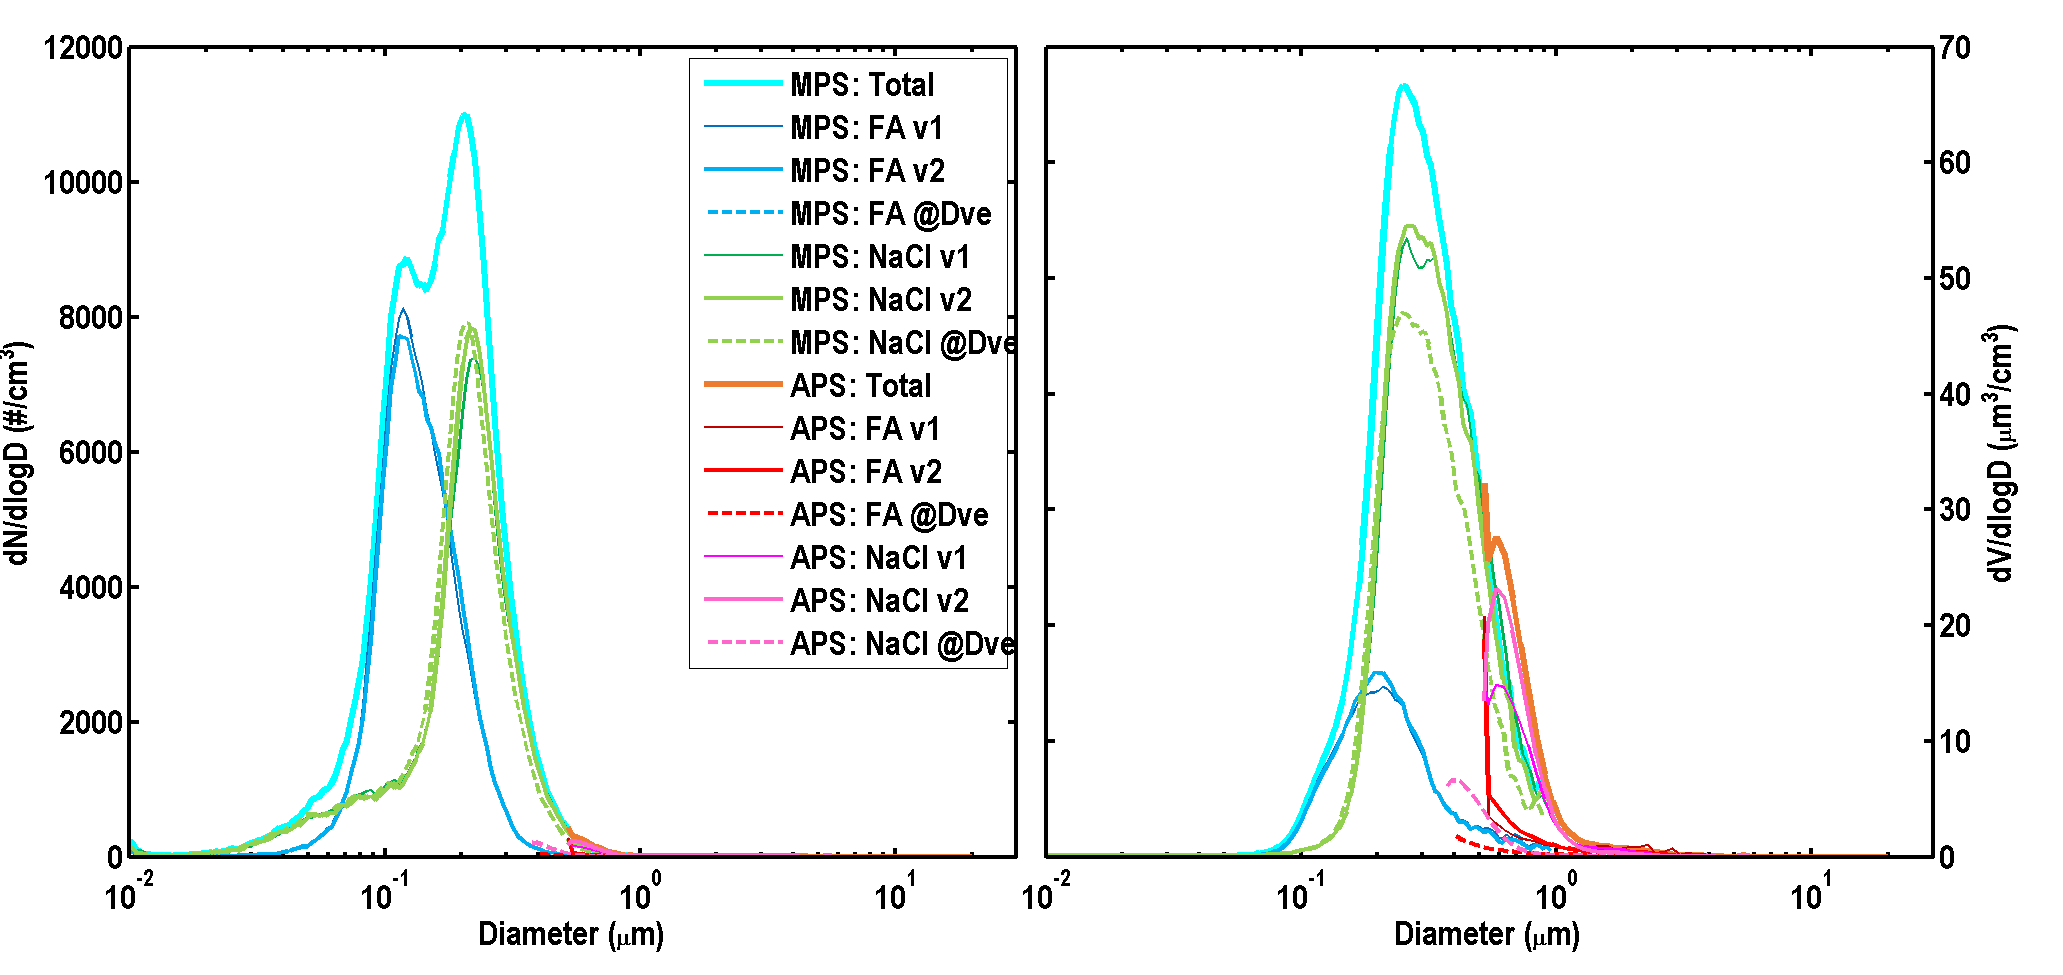 12000
10000
8000
6000
4000
2000
0
dN/dlogD (#/cm³)
10⁻²
10⁻¹
10⁰
10¹
Diameter (μm)
MPS: Total
MPS: FA v1
MPS: FA v2
MPS: FA @Dve
MPS: NaCl v1
MPS: NaCl v2
MPS: NaCl @Dve
APS: Total
APS: FA v1
APS: FA v2
APS: FA @Dve
APS: NaCl v1
APS: NaCl v2
APS: NaCl @Dve
70
60
50
40
30
20
10
0
dV/dlogD (μm³/cm³)
10⁻²
10⁻¹
10⁰
10¹
Diameter (μm)